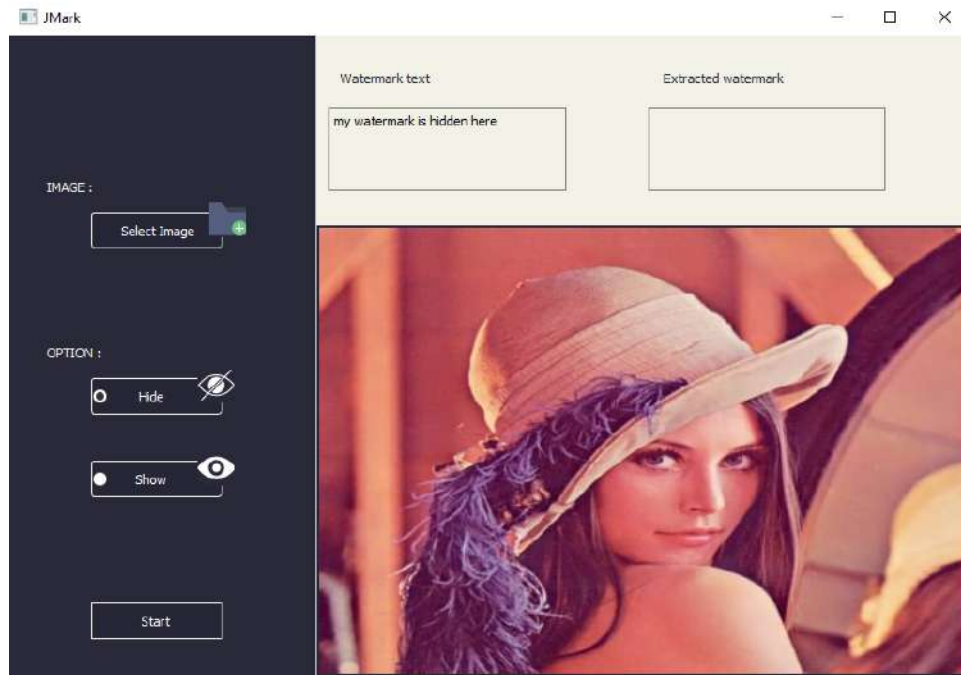 JMark
Watermark text
Extracted watermark
my watermark is hidden here
IMAGE :
Select Image
OPTION :
Hide
Show
Start